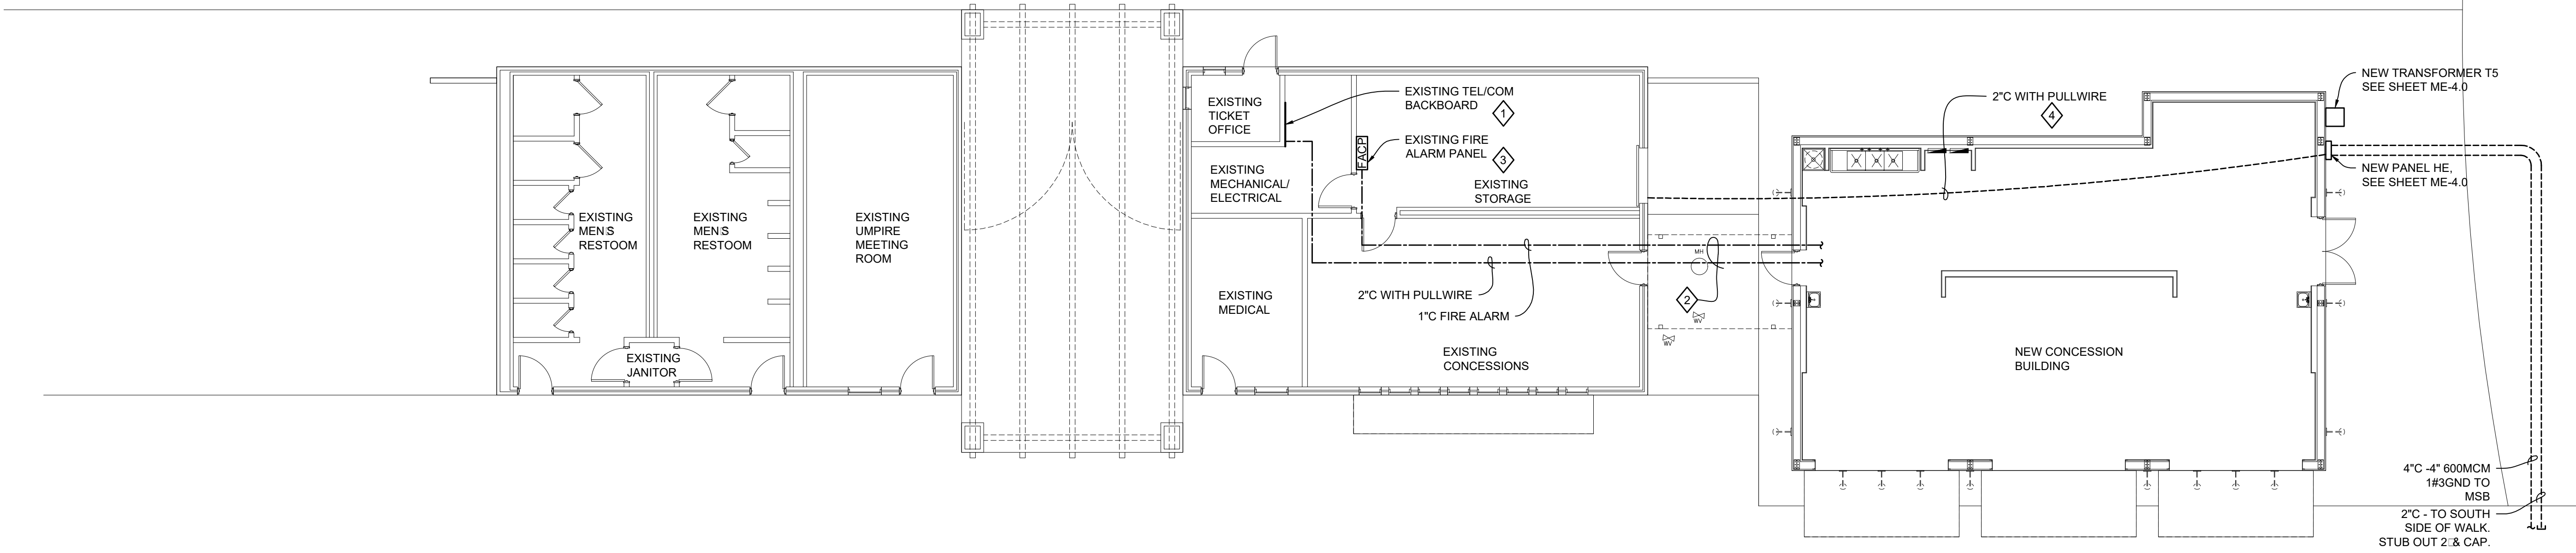 EXISTING
MEN'S
RESTOOM
EXISTING
MEN'S
RESTOOM
EXISTING
UMPIRE
MEETING
ROOM
EXISTING
JANITOR
EXISTING
TICKET
OFFICE
EXISTING
MECHANICAL/
ELECTRICAL
EXISTING
MEDICAL
EXISTING TEL/COM
BACKBOARD
1
FACP
EXISTING FIRE
ALARM PANEL
3
EXISTING
STORAGE
2"C WITH PULLWIRE
1"C FIRE ALARM
EXISTING
CONCESSIONS
MH
2
WV
WV
2"C WITH PULLWIRE
4
NEW CONCESSION
BUILDING
NEW TRANSFORMER T5
SEE SHEET ME-4.0
NEW PANEL HE,
SEE SHEET ME-4.0
4"C -4" 600MCM
1#3GND TO
MSB
2"C - TO SOUTH
SIDE OF WALK.
STUB OUT 2 & CAP.